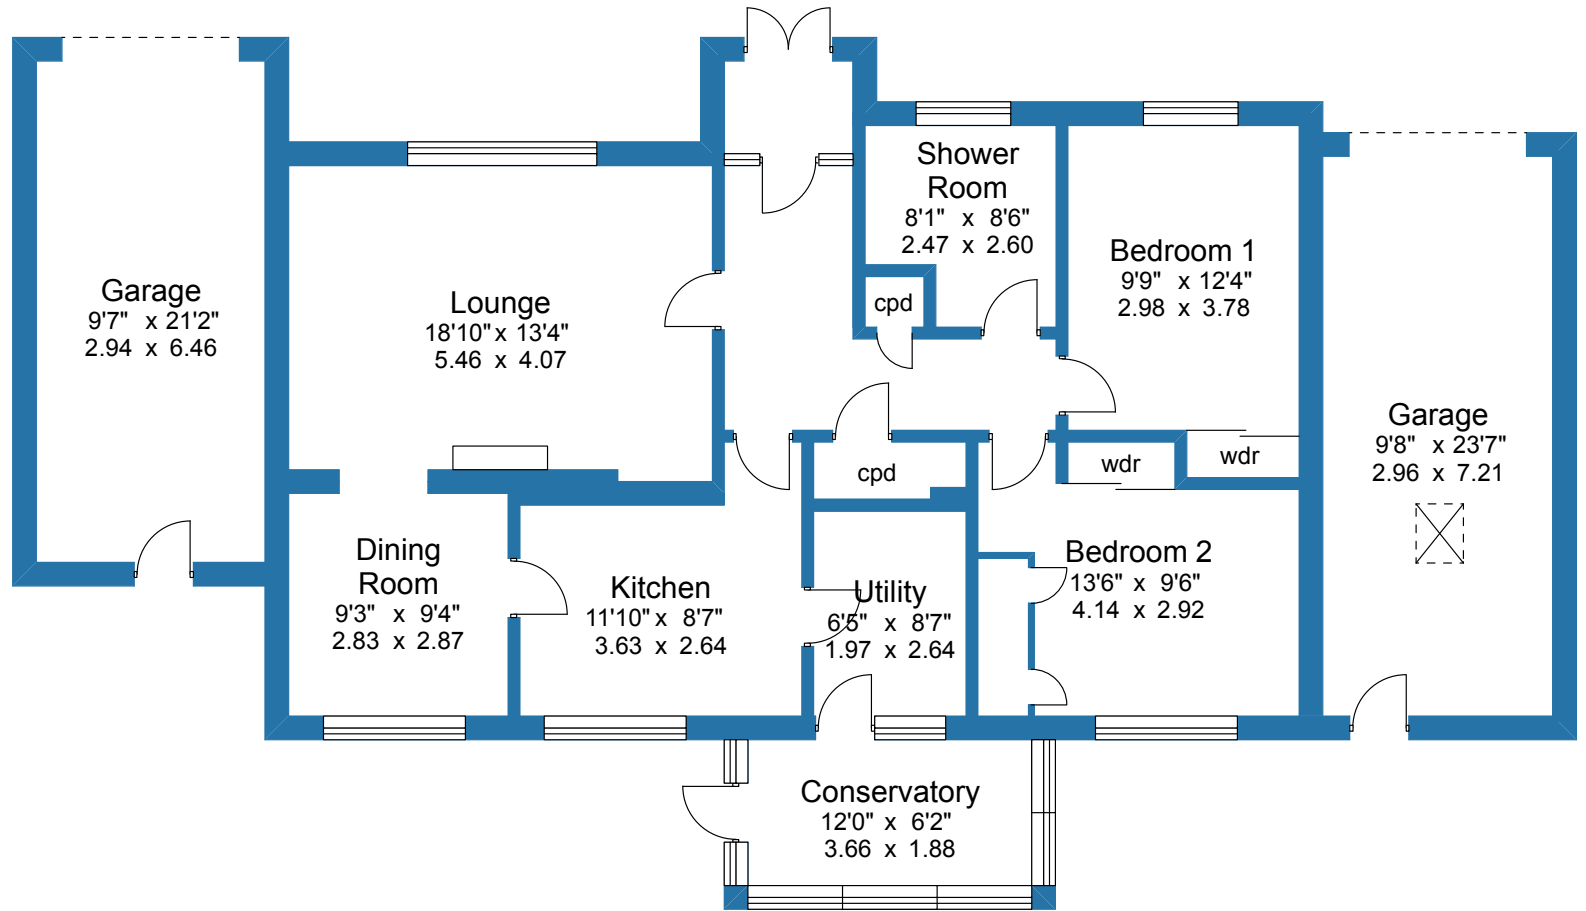 Garage
9'7" x 21'2"
2.94 x 6.46
Lounge
18'10" x 13'4"
5.46 x 4.07
Shower
Room
8'1" x 8'6"
2.47 x 2.60
cpd
Bedroom 1
9'9" x 12'4"
2.98 x 3.78
Garage
9'8" x 23'7"
2.96 x 7.21
cpd
wdr
wdr
Dining
Room
9'3" x 9'4"
2.83 x 2.87
Kitchen
11'10" x 8'7"
3.63 x 2.64
Utility
6'5" x 8'7"
1.97 x 2.64
Bedroom 2
13'6" x 9'6"
4.14 x 2.92
Conservatory
12'0" x 6'2"
3.66 x 1.88